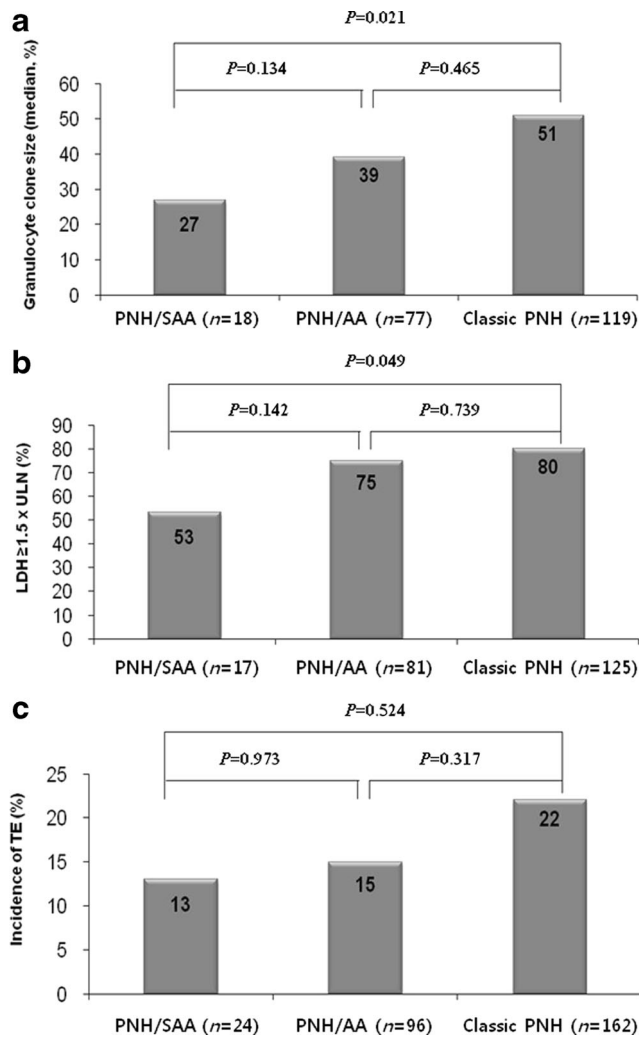 a
P=0.021
P=0.134 P=0.465
Granulocyte clone size (median. %)
60
50
40
30
20
10
0
27
39
51
PNH/SAA (n=18) PNH/AA (n=77) Classic PNH (n=119)
b
P=0.049
P=0.142 P=0.739
LDH≥1.5 x ULN (%)
90
80
70
60
50
40
30
20
10
0
53
75
80
PNH/SAA (n=17) PNH/AA (n=81) Classic PNH (n=125)
c
P=0.524
P=0.973 P=0.317
Incidence of TE (%)
25
20
15
10
5
0
13
15
22
PNH/SAA (n=24) PNH/AA (n=96) Classic PNH (n=162)